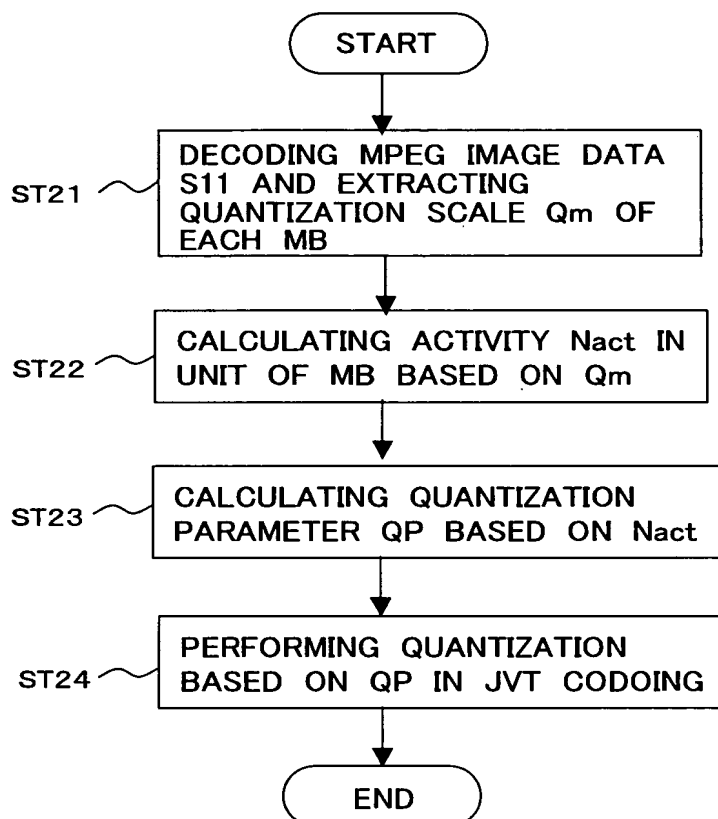 START
ST21
DECODING MPEG IMAGE DATA
S11 AND EXTRACTING
QUANTIZATION SCALE Qm OF
EACH MB
ST22
CALCULATING ACTIVITY Nact IN
UNIT OF MB BASED ON Qm
ST23
CALCULATING QUANTIZATION
PARAMETER QP BASED ON Nact
ST24
PERFORMING QUANTIZATION
BASED ON QP IN JVT CODOING
END